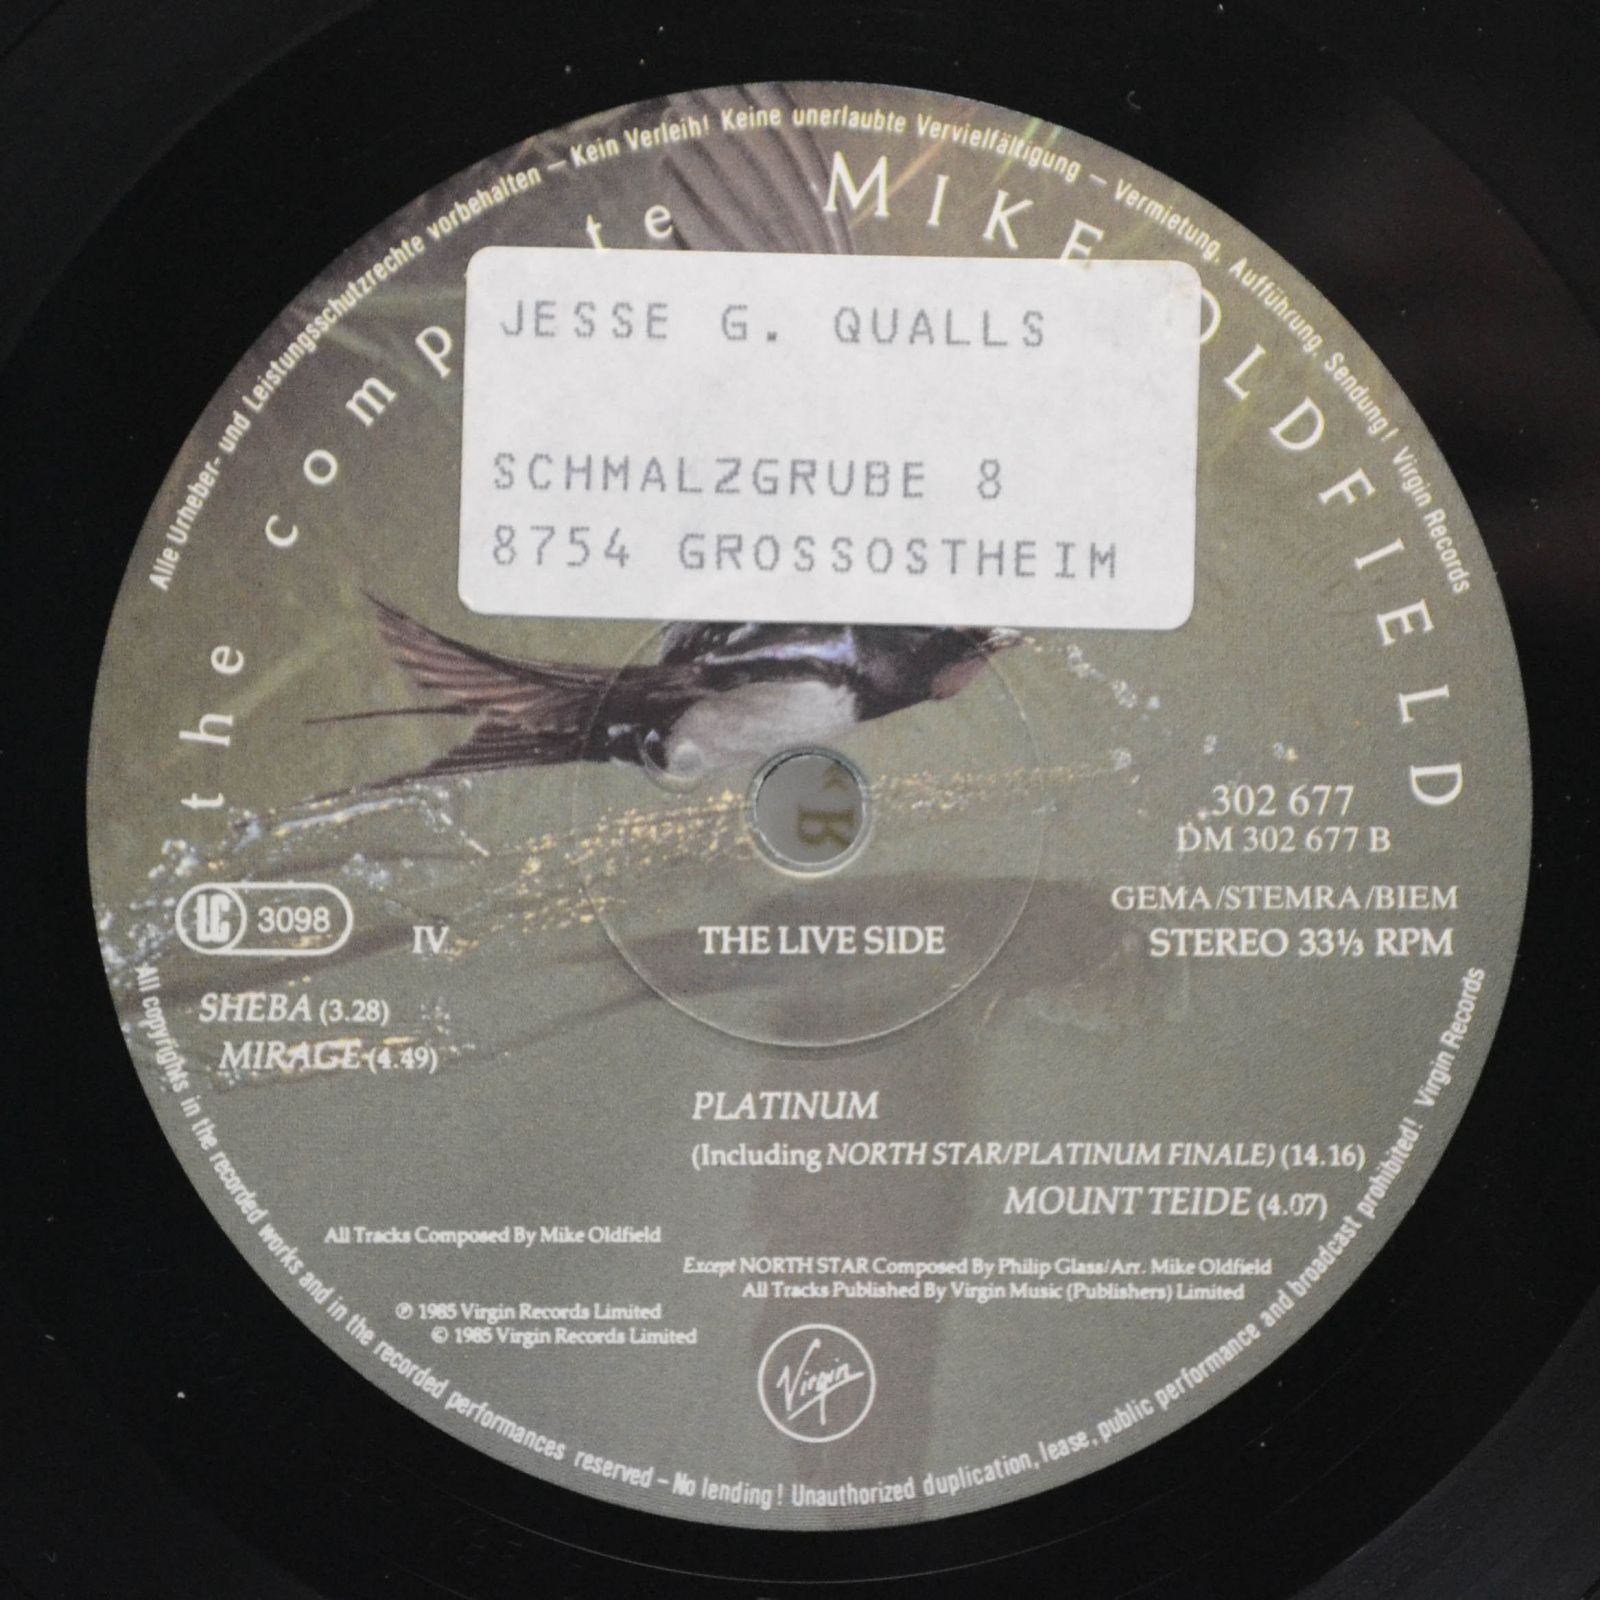 Alle Urheber- und Leistungsschutzrechte vorbehalten – Kein Verleih! Keine unerlaubte Vervielfältigung – Vermietung, Aufführung, Sendung! Virgin Records
the comp te MIKE OLDFIELD
JESSE G. QUALLS
SCHMALZGRUBE 8
8754 GROSSOSTHEIM
302 677
DM 302 677 B
LC 3098
IV.
THE LIVE SIDE
GEMA/STEMRA/BIEM
STEREO 33⅓ RPM
SHEBA (3.28)
MIRAGE (4.49)
PLATINUM
(Including NORTH STAR/PLATINUM FINALE) (14.16)
MOUNT TEIDE (4.07)
All Tracks Composed By Mike Oldfield
Except NORTH STAR Composed By Philip Glass/Arr. Mike Oldfield
All Tracks Published By Virgin Music (Publishers) Limited
℗ 1985 Virgin Records Limited
© 1985 Virgin Records Limited
Virgin
All copyrights in the recorded works and in the recorded performances reserved – No lending! Unauthorized duplication, lease, public performance and broadcast prohibited! Virgin Records